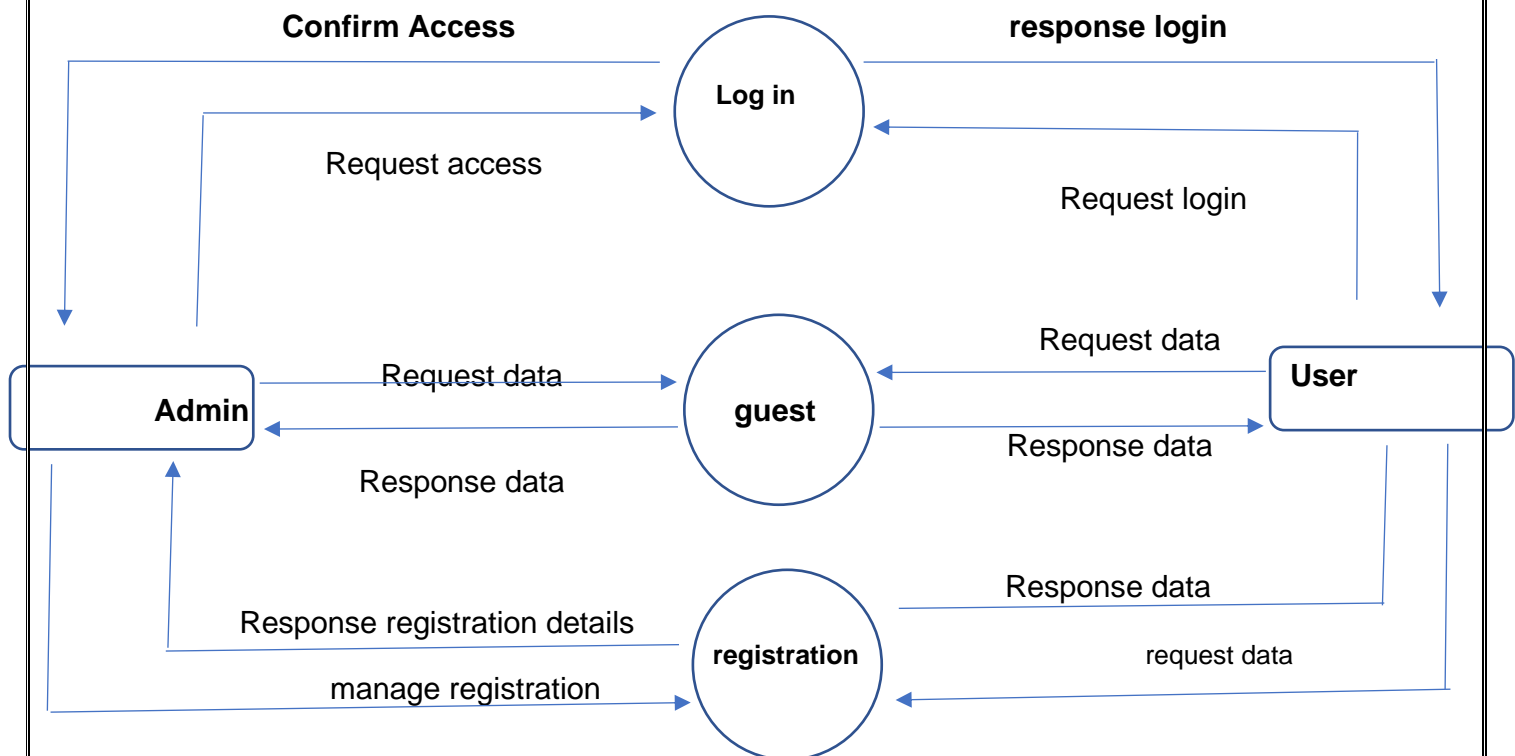 Confirm Access
response login
Log in
Request access
Request login
Request data
Request data
User
Admin
guest
Response data
Response data
Response data
Response registration details
registration
request data
manage registration